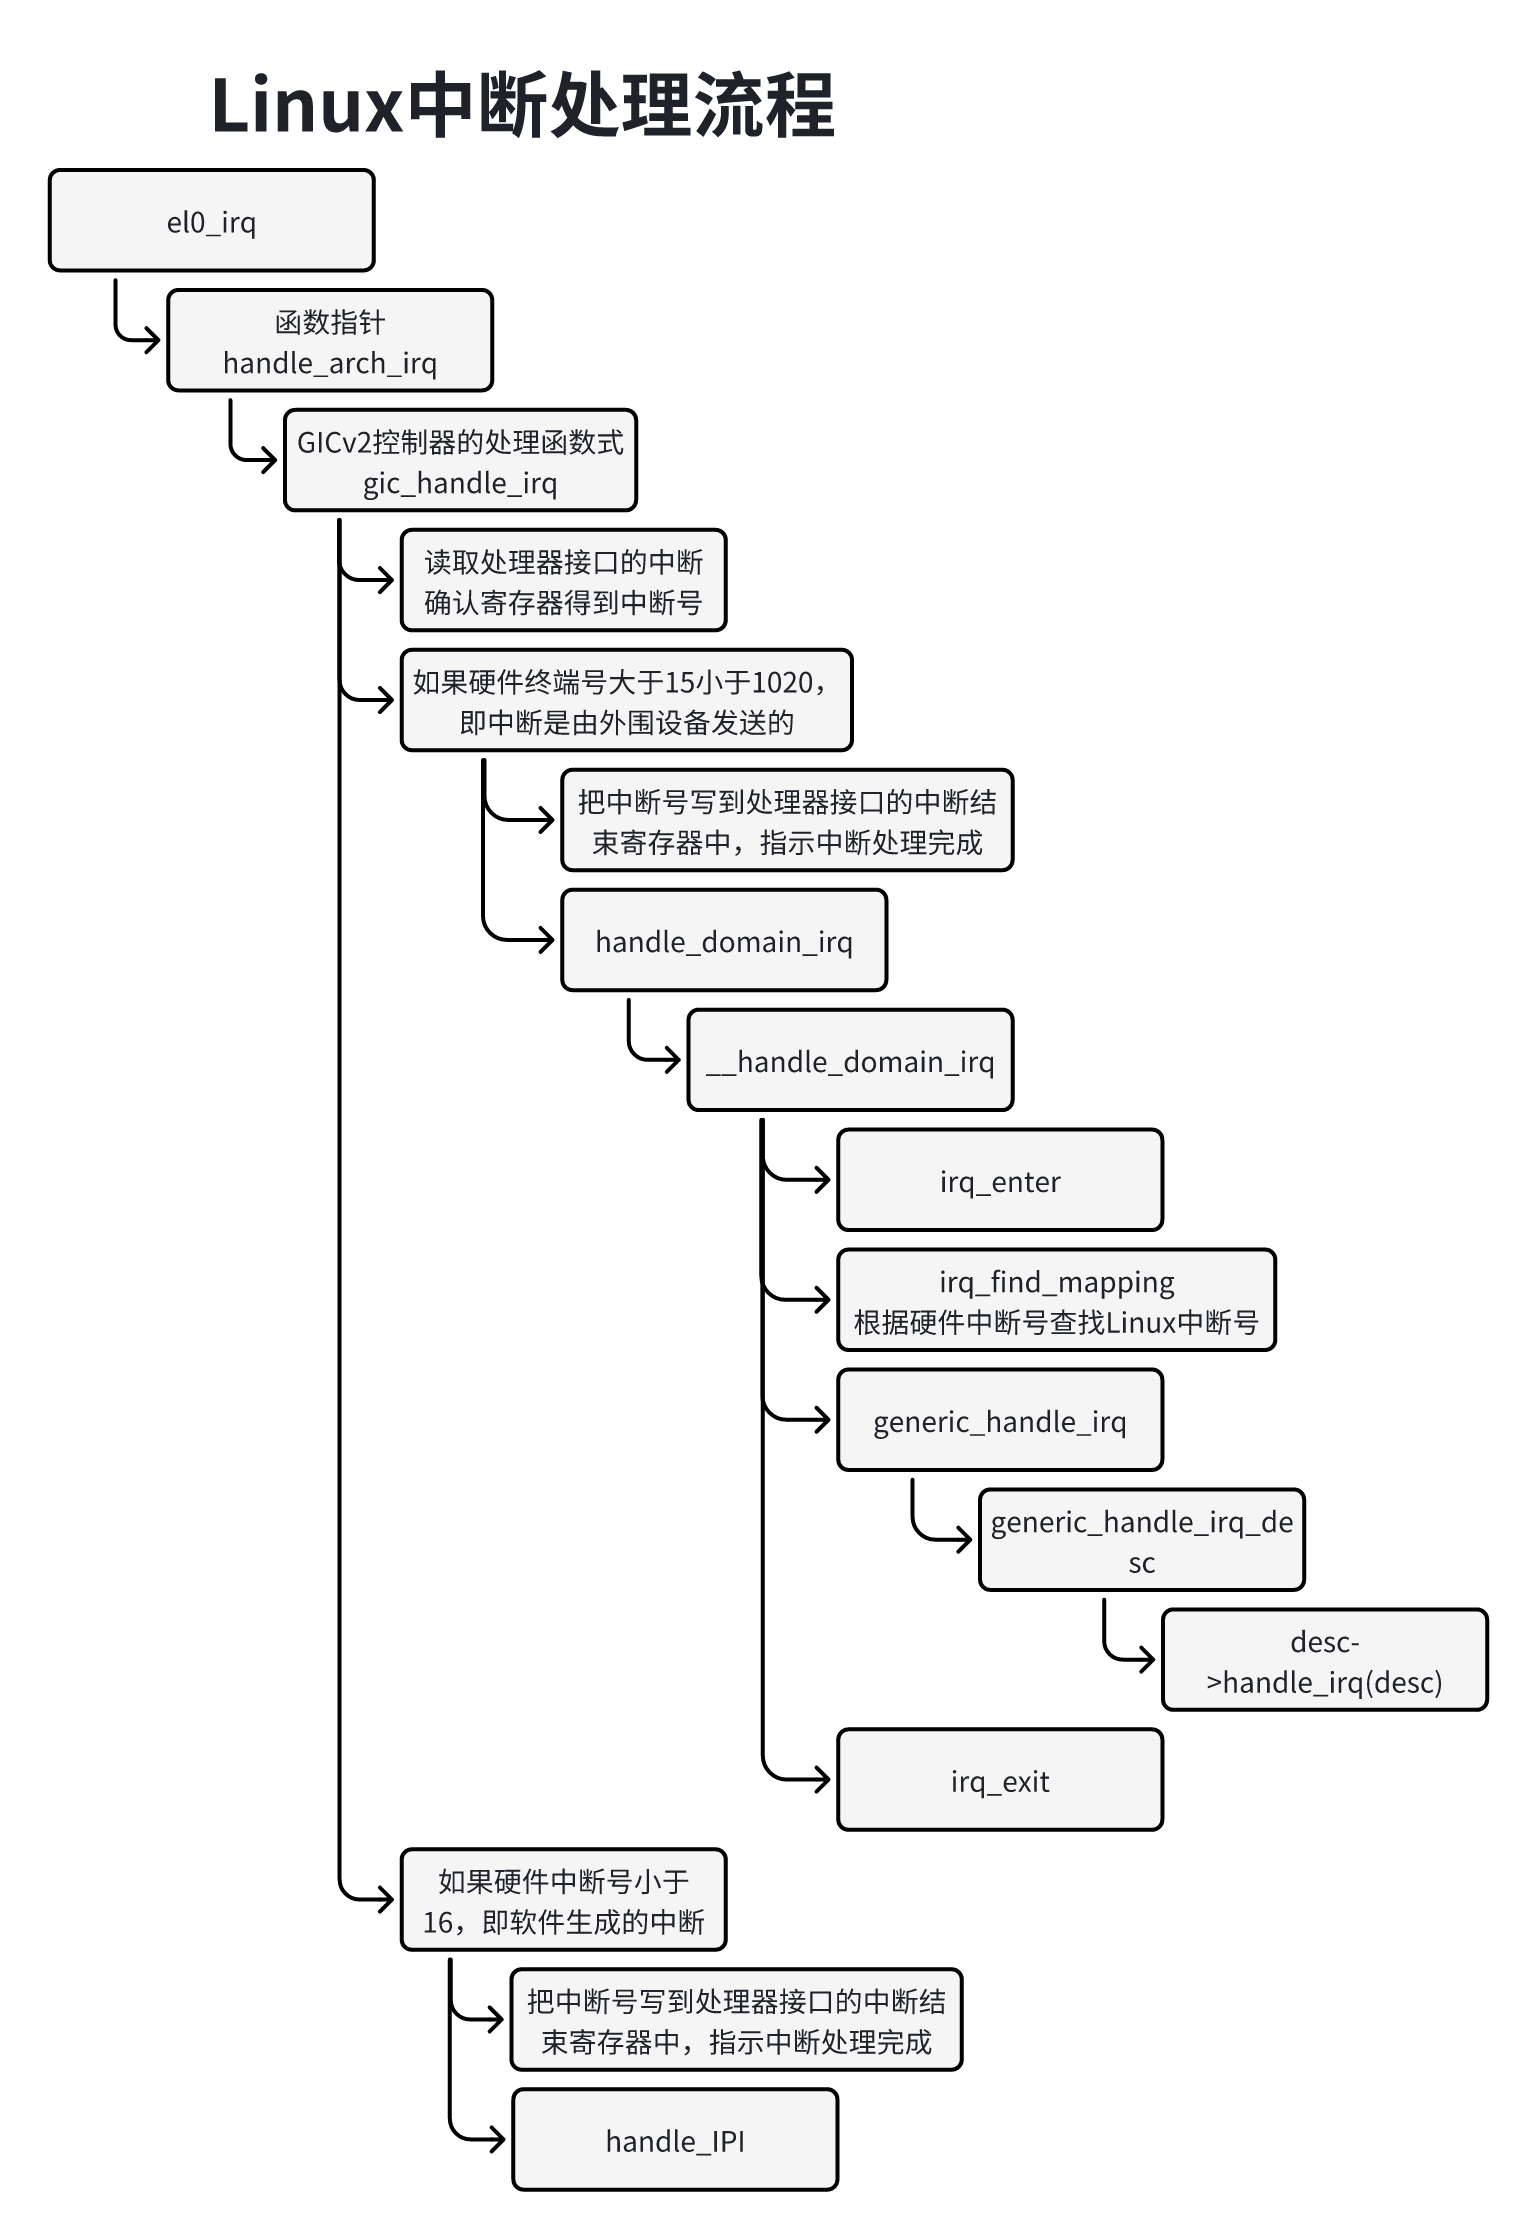 Linux中断处理流程
el0_irq
函数指针
handle_arch_irq
GICv2控制器的处理函数式
gic_handle_irq
读取处理器接口的中断
确认寄存器得到中断号
如果硬件终端号大于15小于1020，
即中断是由外围设备发送的
把中断号写到处理器接口的中断结
束寄存器中，指示中断处理完成
handle_domain_irq
__handle_domain_irq
irq_enter
irq_find_mapping
根据硬件中断号查找Linux中断号
generic_handle_irq
generic_handle_irq_de
sc
desc-
>handle_irq(desc)
irq_exit
如果硬件中断号小于
16，即软件生成的中断
把中断号写到处理器接口的中断结
束寄存器中，指示中断处理完成
handle_IPI